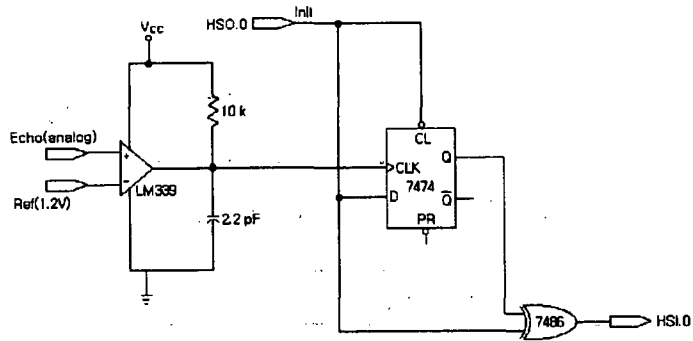 Init
HSO.0
Vcc
10 k
Echo(analog)
+
CL
Q
CLK
LM339
7474
-
D
Q
Ref(1.2V)
2.2 pF
PR
7486
HSI.0